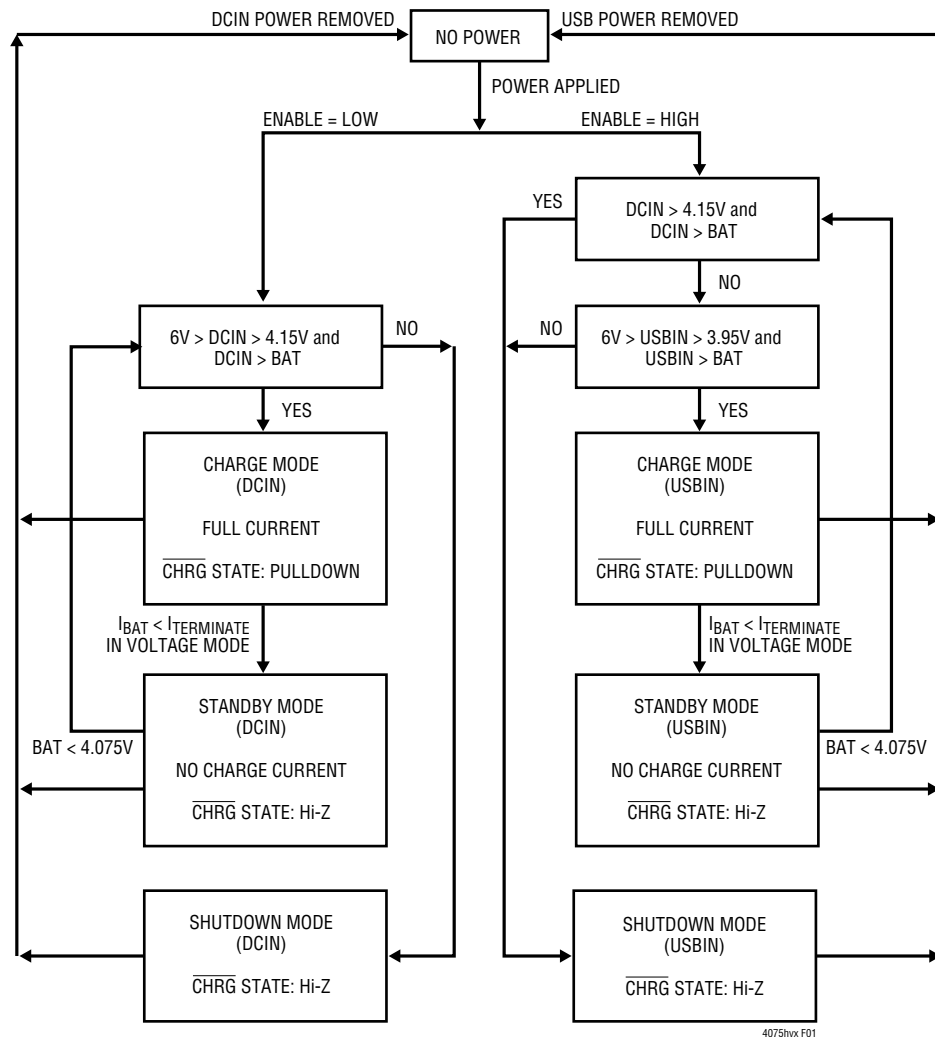 DCIN POWER REMOVED
NO POWER
USB POWER REMOVED
POWER APPLIED
ENABLE = LOW
ENABLE = HIGH
YES
DCIN > 4.15V and
DCIN > BAT
NO
6V > DCIN > 4.15V and
DCIN > BAT
NO
NO
6V > USBIN > 3.95V and
USBIN > BAT
YES
YES
CHARGE MODE
(DCIN)
FULL CURRENT
CHRG STATE: PULLDOWN
CHARGE MODE
(USBIN)
FULL CURRENT
CHRG STATE: PULLDOWN
IBAT < ITERMINATE
IN VOLTAGE MODE
IBAT < ITERMINATE
IN VOLTAGE MODE
STANDBY MODE
(DCIN)
NO CHARGE CURRENT
CHRG STATE: Hi-Z
BAT < 4.075V
STANDBY MODE
(USBIN)
NO CHARGE CURRENT
CHRG STATE: Hi-Z
BAT < 4.075V
SHUTDOWN MODE
(DCIN)
CHRG STATE: Hi-Z
SHUTDOWN MODE
(USBIN)
CHRG STATE: Hi-Z
4075hvx F01